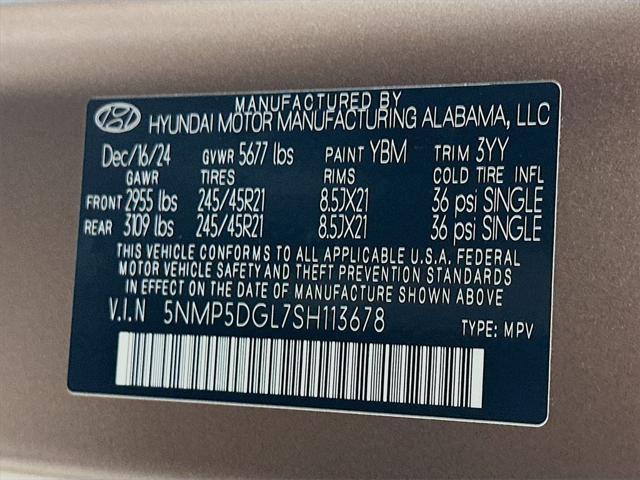 MANUFACTURED BY
HYUNDAI MOTOR MANUFACTURING ALABAMA, LLC
Dec/16/24 GVWR 5677 lbs PAINT YBM TRIM 3YY
GAWR TIRES RIMS COLD TIRE INFL
FRONT 2955 lbs 245/45R21 8.5JX21 36 psi SINGLE
REAR 3109 lbs 245/45R21 8.5JX21 36 psi SINGLE
THIS VEHICLE CONFORMS TO ALL APPLICABLE U.S.A. FEDERAL
MOTOR VEHICLE SAFETY AND THEFT PREVENTION STANDARDS
IN EFFECT ON THE DATE OF MANUFACTURE SHOWN ABOVE.
V.I.N 5NMP5DGL7SH113678 TYPE: MPV